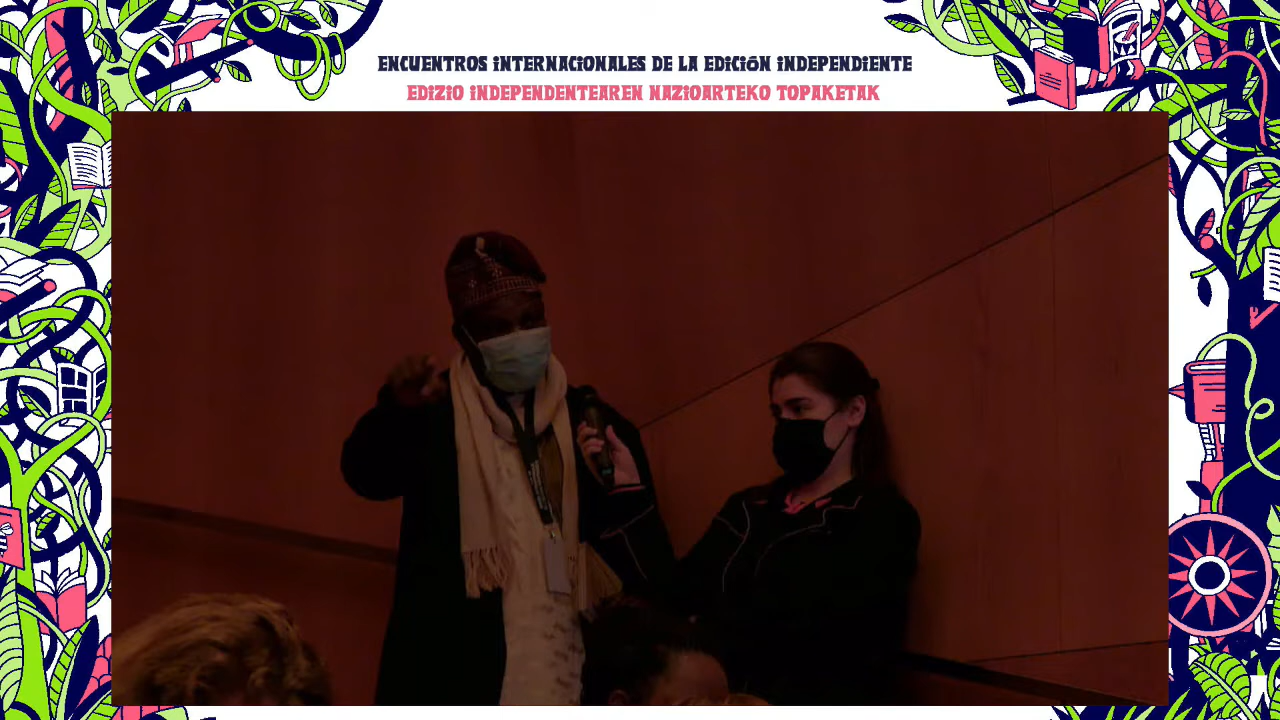 ENCUENTROS INTERNACIONALES DE LA EDICIÓN INDEPENDIENTE
EDIZIO INDEPENDENTEAREN NAZIOARTEKO TOPAKETAK